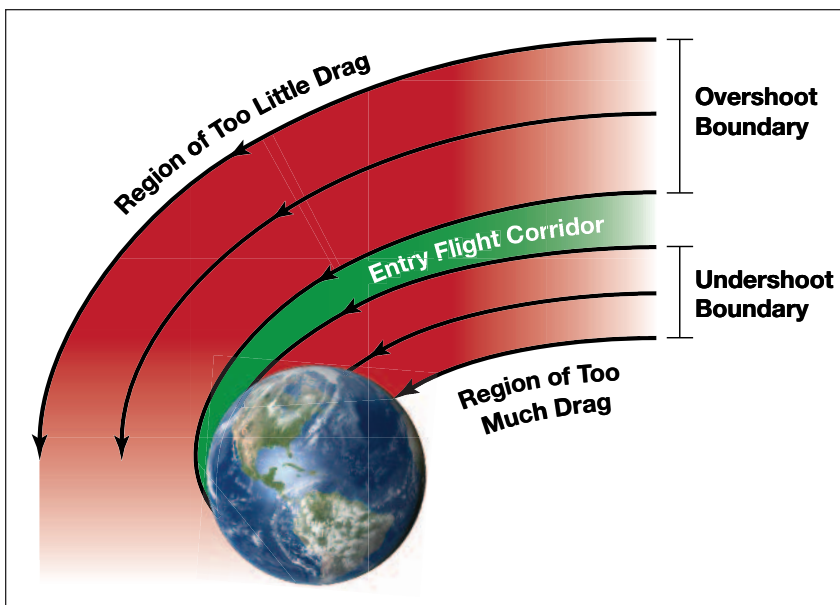 Region of Too Little Drag
Overshoot
Boundary
Entry Flight Corridor
Undershoot
Boundary
Region of Too
Much Drag